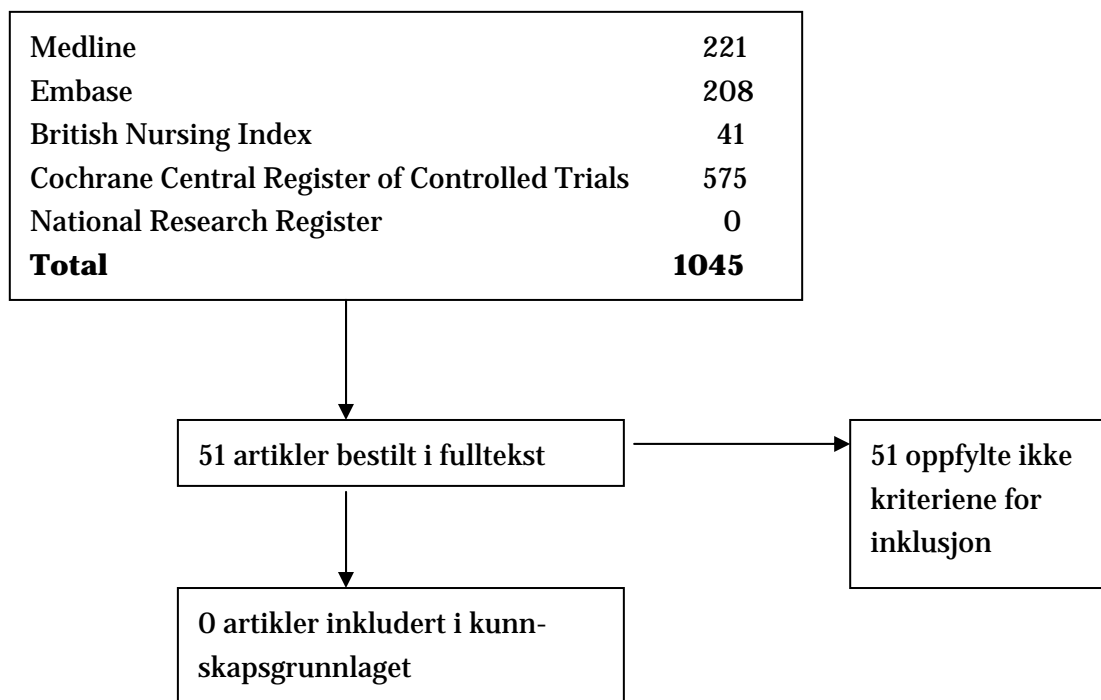 Medline 221
Embase 208
British Nursing Index 41
Cochrane Central Register of Controlled Trials 575
National Research Register 0
Total 1045
51 artikler bestilt i fulltekst
51 oppfylte ikke
kriteriene for
inklusjon
0 artikler inkludert i kunn-
skapsgrunnlaget